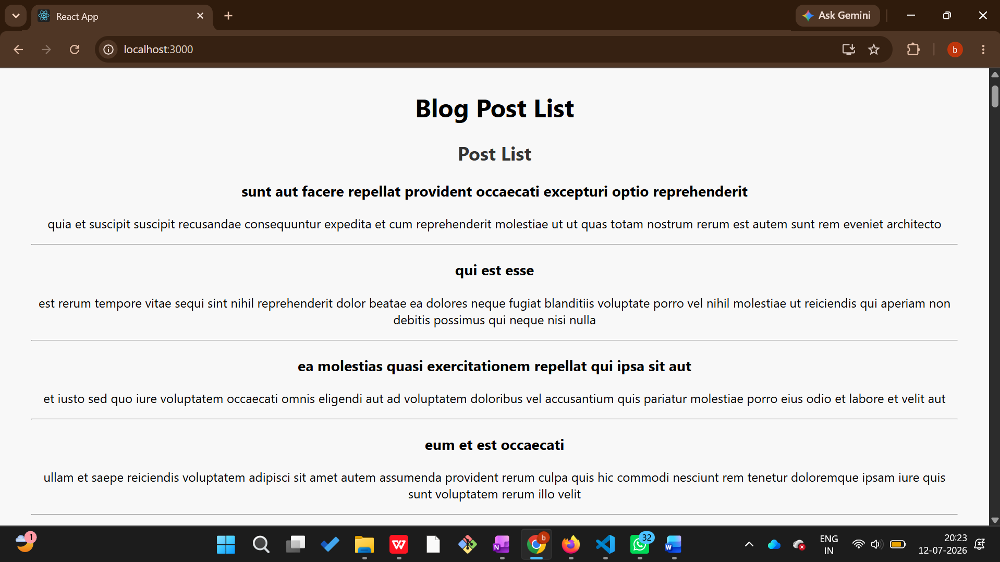 React App
Ask Gemini
localhost:3000
b
Blog Post List
Post List
sunt aut facere repellat provident occaecati excepturi optio reprehenderit
quia et suscipit suscipit recusandae consequuntur expedita et cum reprehenderit molestiae ut ut quas totam nostrum rerum est autem sunt rem eveniet architecto
qui est esse
est rerum tempore vitae sequi sint nihil reprehenderit dolor beatae ea dolores neque fugiat blanditiis voluptate porro vel nihil molestiae ut reiciendis qui aperiam non
debitis possimus qui neque nisi nulla
ea molestias quasi exercitationem repellat qui ipsa sit aut
et iusto sed quo iure voluptatem occaecati omnis eligendi aut ad voluptatem doloribus vel accusantium quis pariatur molestiae porro eius odio et labore et velit aut
eum et est occaecati
ullam et saepe reiciendis voluptatem adipisci sit amet autem assumenda provident rerum culpa quis hic commodi nesciunt rem tenetur doloremque ipsam iure quis
sunt voluptatem rerum illo velit
1
W
N
b
32
W
ENG
IN
20:23
12-07-2026